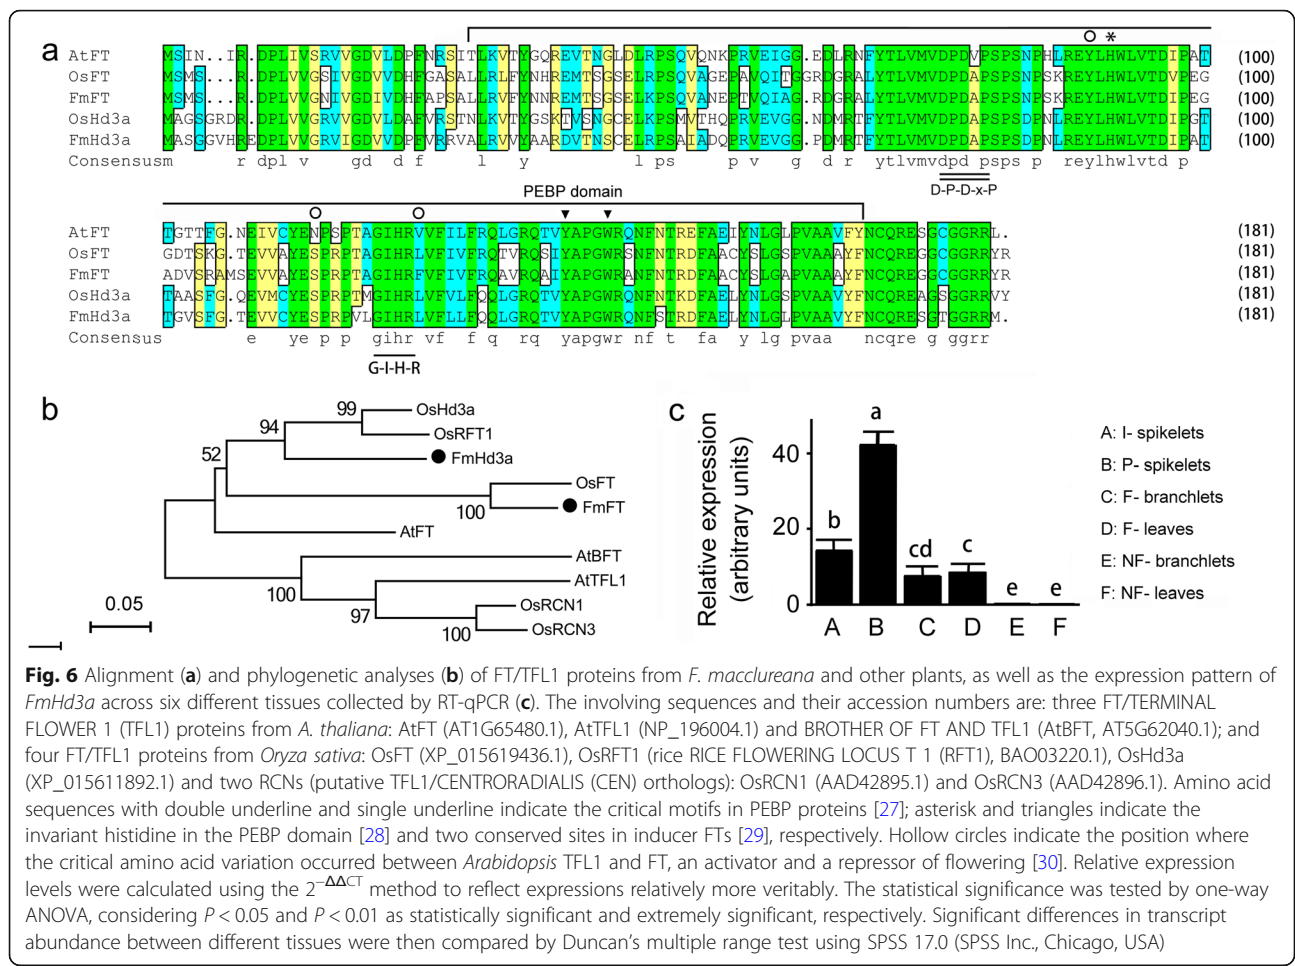 a
AtFT MSIN..IR.DPLIVSRVVGDVLDPFNRSITLKVTYGQREVTNGLDLRPSQVQNKPRVEIGG.EDLRNFYTLVMVDPDVPSPSNPHLREYLHWLVTDIPAT (100)
OsFT MSMS...R.DPLVVGSIVGDVVDHFGASALLRLFYNHREMTSGSELRPSQVAGEPAVQITGGRDGRALYTLVMVDPDAPSPSNPSKREYLHWLVTDVPEG (100)
FmFT MSMS...R.DPLVVGNIVGDIVDHFAPSALLRVFYNNREMTSGSELKPSQVANEPTVQIAG.RDGRALYTLVMVDPDAPSPSNPSKREYLHWLVTDIPEG (100)
OsHd3a MAGSGRDR.DPLVVGRVVGDVLDAFVRSTNLKVTYGSKTVSNGCELKPSMVTHQPRVEVGG.NDMRTFYTLVMVDPDAPSPSDPNLREYLHWLVTDIPGT (100)
FmHd3a MASGGVHREDPLVVGRVIGDVLDPFVRRVALRVAYAARDVTNSCELRPSAIADQPRVEVGG.PDMRTFYTLVMVDPDAPSPSDPNLREYLHWLVTDIPAT (100)
Consensus m r dpl v gd d f l y l ps p v g d r ytlvmvdpd psps p reylhwlvtd p
D-P-D-x-P
PEBP domain
AtFT TGTTFG.NEIVCYENPSPTAGIHRVVFILFRQLGRQTVYAPGWRQNFNTREFAEIYNLGLPVAAVFYNCQRESGCGGRRL. (181)
OsFT GDTSKG.TEVVAYESPRPTAGIHRFVFIVFRQTVRQSIYAPGWRSNFNTRDFAACYSLGSPVAAAYFNCQREGGCGGRRYR (181)
FmFT ADVSRAMSEVVAYESPRPTAGIHRFVFIVFRQAVRQAIYAPGWRANFNTRDFAACYSLGAPVAAAYFNCQREGGCGGRRYR (181)
OsHd3a TAASFG.QEVMCYESPRPTMGIHRLVFVLFQQLGRQTVYAPGWRQNFNTKDFAELYNLGSPVAAVYFNCQREAGSGGRRVY (181)
FmHd3a TGVSFG.TEVVCYESPRPVLGIHRLVFLLFQQLGRQTVYAPGWRQNFSTRDFAELYNLGLPVAAVYFNCQRESGTGGRRM. (181)
Consensus e ye p p gihr vf f q rq yapgwr nf t fa y lg pvaa ncqre g ggrr
G-I-H-R
b
OsHd3a
99
OsRFT1
94
FmHd3a
52
OsFT
100
FmFT
AtFT
AtBFT
100
AtTFL1
97
OsRCN1
100
OsRCN3
0.05
c
Relative expression
(arbitrary units)
40
20
0
a
b
cd
c
e
e
A B C D E F
A: I- spikelets
B: P- spikelets
C: F- branchlets
D: F- leaves
E: NF- branchlets
F: NF- leaves
Fig. 6 Alignment (a) and phylogenetic analyses (b) of FT/TFL1 proteins from F. macclureana and other plants, as well as the expression pattern of
FmHd3a across six different tissues collected by RT-qPCR (c). The involving sequences and their accession numbers are: three FT/TERMINAL
FLOWER 1 (TFL1) proteins from A. thaliana: AtFT (AT1G65480.1), AtTFL1 (NP_196004.1) and BROTHER OF FT AND TFL1 (AtBFT, AT5G62040.1); and
four FT/TFL1 proteins from Oryza sativa: OsFT (XP_015619436.1), OsRFT1 (rice RICE FLOWERING LOCUS T 1 (RFT1), BAO03220.1), OsHd3a
(XP_015611892.1) and two RCNs (putative TFL1/CENTRORADIALIS (CEN) orthologs): OsRCN1 (AAD42895.1) and OsRCN3 (AAD42896.1). Amino acid
sequences with double underline and single underline indicate the critical motifs in PEBP proteins [27]; asterisk and triangles indicate the
invariant histidine in the PEBP domain [28] and two conserved sites in inducer FTs [29], respectively. Hollow circles indicate the position where
the critical amino acid variation occurred between Arabidopsis TFL1 and FT, an activator and a repressor of flowering [30]. Relative expression
levels were calculated using the 2−ΔΔCT method to reflect expressions relatively more veritably. The statistical significance was tested by one-way
ANOVA, considering P < 0.05 and P < 0.01 as statistically significant and extremely significant, respectively. Significant differences in transcript
abundance between different tissues were then compared by Duncan’s multiple range test using SPSS 17.0 (SPSS Inc., Chicago, USA)